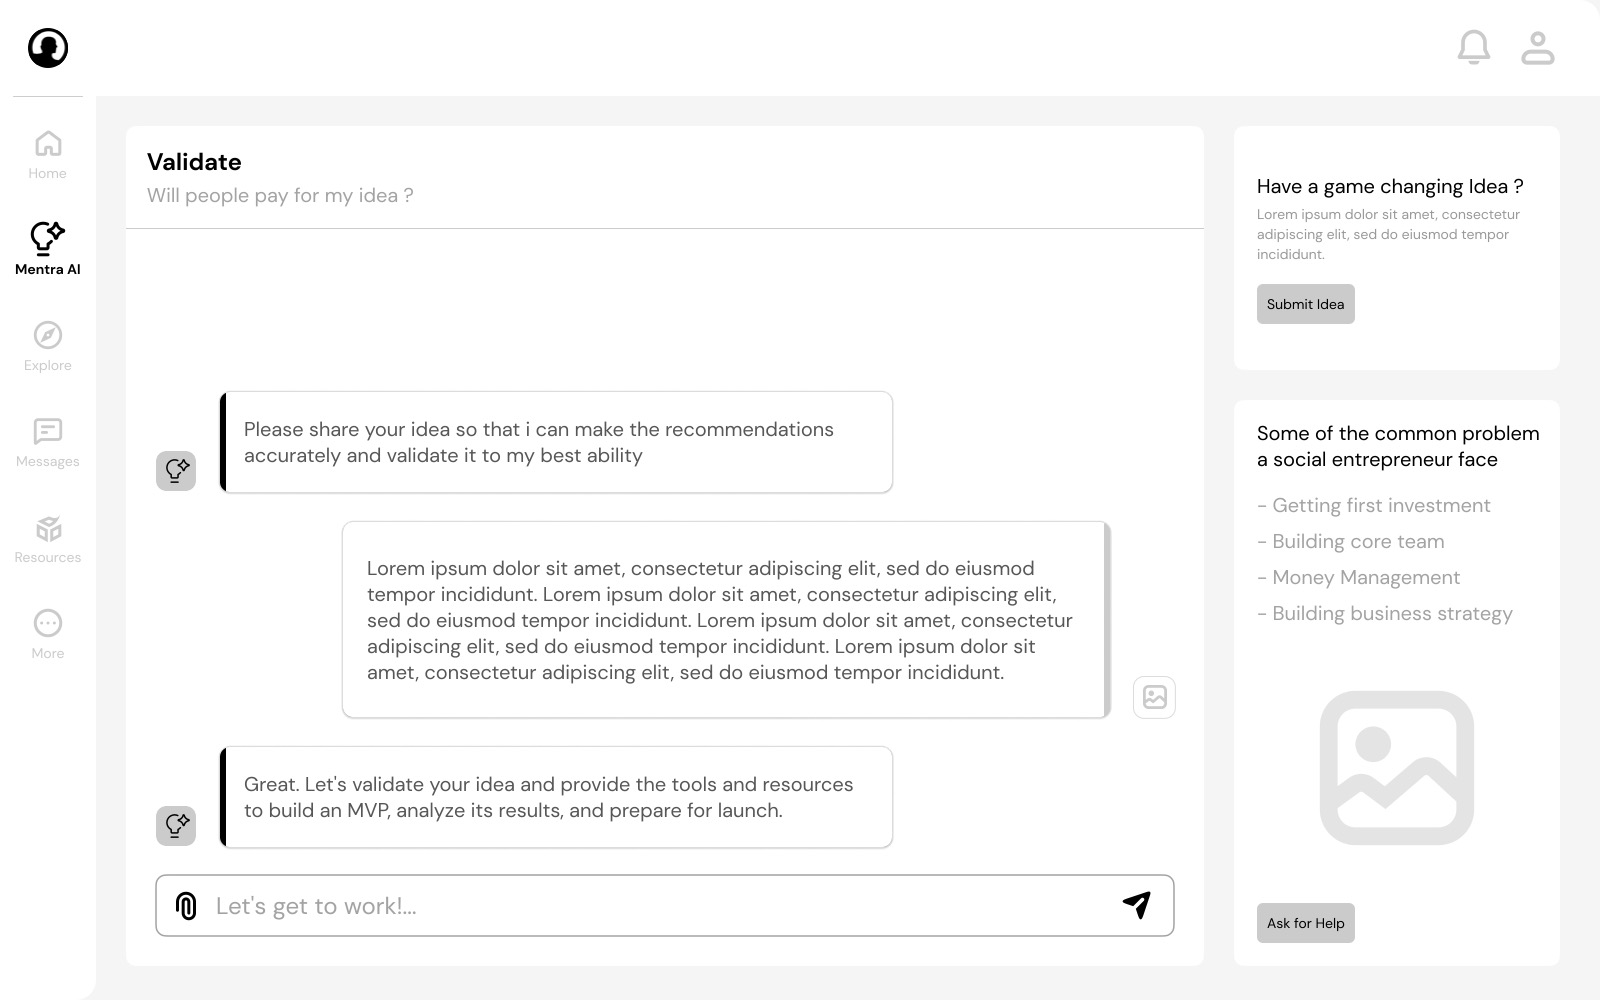 Home
Mentra AI
Explore
Messages
Resources
More
Validate
Will people pay for my idea ?
Please share your idea so that i can make the recommendations
accurately and validate it to my best ability
Lorem ipsum dolor sit amet, consectetur adipiscing elit, sed do eiusmod
tempor incididunt. Lorem ipsum dolor sit amet, consectetur adipiscing elit,
sed do eiusmod tempor incididunt. Lorem ipsum dolor sit amet, consectetur
adipiscing elit, sed do eiusmod tempor incididunt. Lorem ipsum dolor sit
amet, consectetur adipiscing elit, sed do eiusmod tempor incididunt.
Great. Let's validate your idea and provide the tools and resources
to build an MVP, analyze its results, and prepare for launch.
Let's get to work!...
Have a game changing Idea ?
Lorem ipsum dolor sit amet, consectetur
adipiscing elit, sed do eiusmod tempor
incididunt.
Submit Idea
Some of the common problem
a social entrepreneur face
- Getting first investment
- Building core team
- Money Management
- Building business strategy
Ask for Help